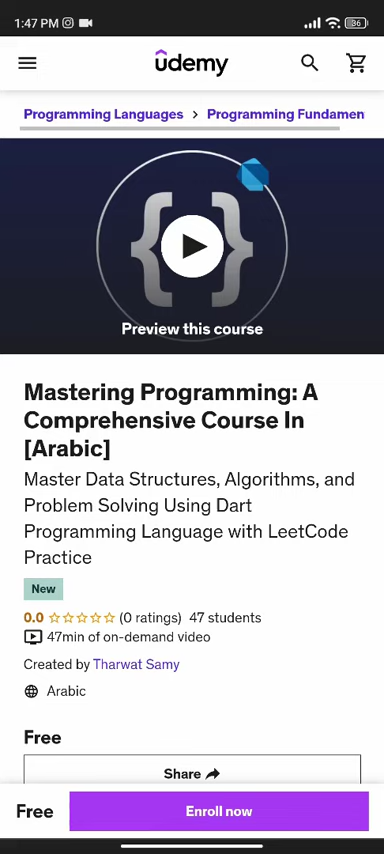 1:47 PM
36
udemy
Programming Languages > Programming Fundamen
{ }
Preview this course
Mastering Programming: A
Comprehensive Course In
[Arabic]
Master Data Structures, Algorithms, and
Problem Solving Using Dart
Programming Language with LeetCode
Practice
New
0.0 (0 ratings) 47 students
47min of on-demand video
Created by Tharwat Samy
Arabic
Free
Share
Free
Enroll now